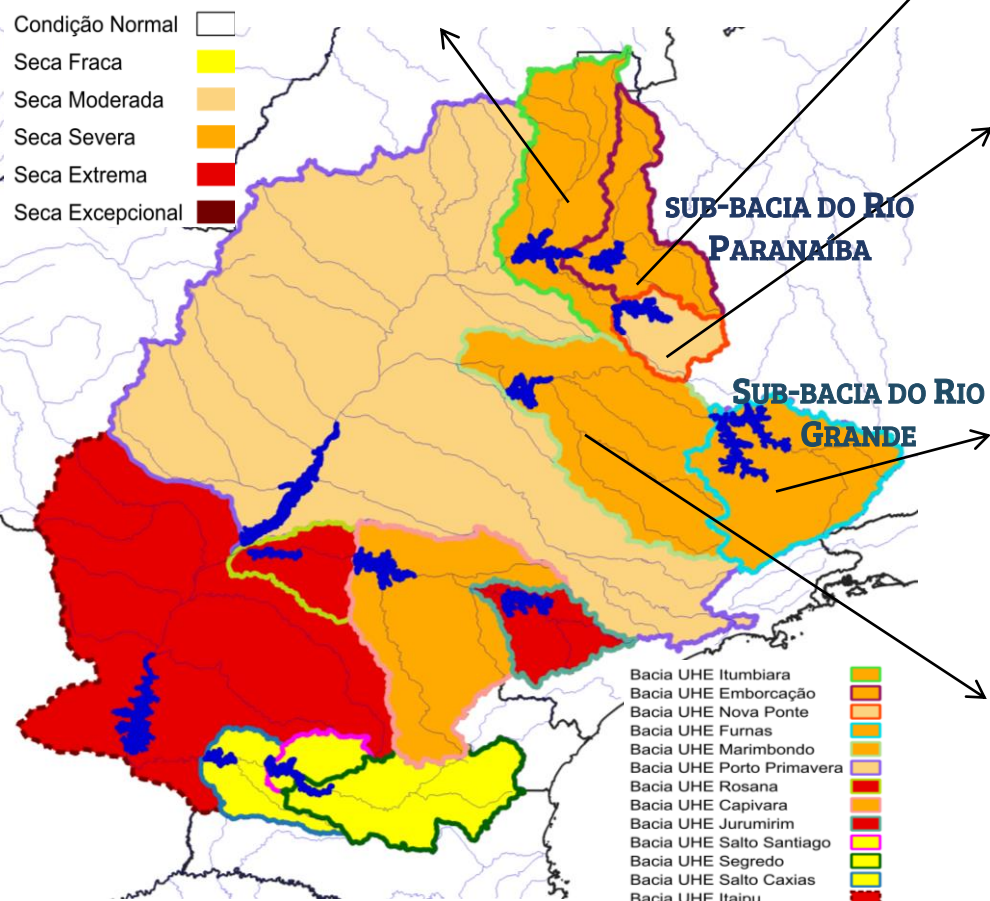 Condição Normal
Seca Fraca
Seca Moderada
Seca Severa
Seca Extrema
Seca Excepcional
SUB-BACIA DO RIO
PARANAÍBA
SUB-BACIA DO RIO
GRANDE
Bacia UHE Itumbiara
Bacia UHE Emborcação
Bacia UHE Nova Ponte
Bacia UHE Furnas
Bacia UHE Marimbondo
Bacia UHE Porto Primavera
Bacia UHE Rosana
Bacia UHE Capivara
Bacia UHE Jurumirim
Bacia UHE Salto Santiago
Bacia UHE Segredo
Bacia UHE Salto Caxias
Bacia UHE Itaipu